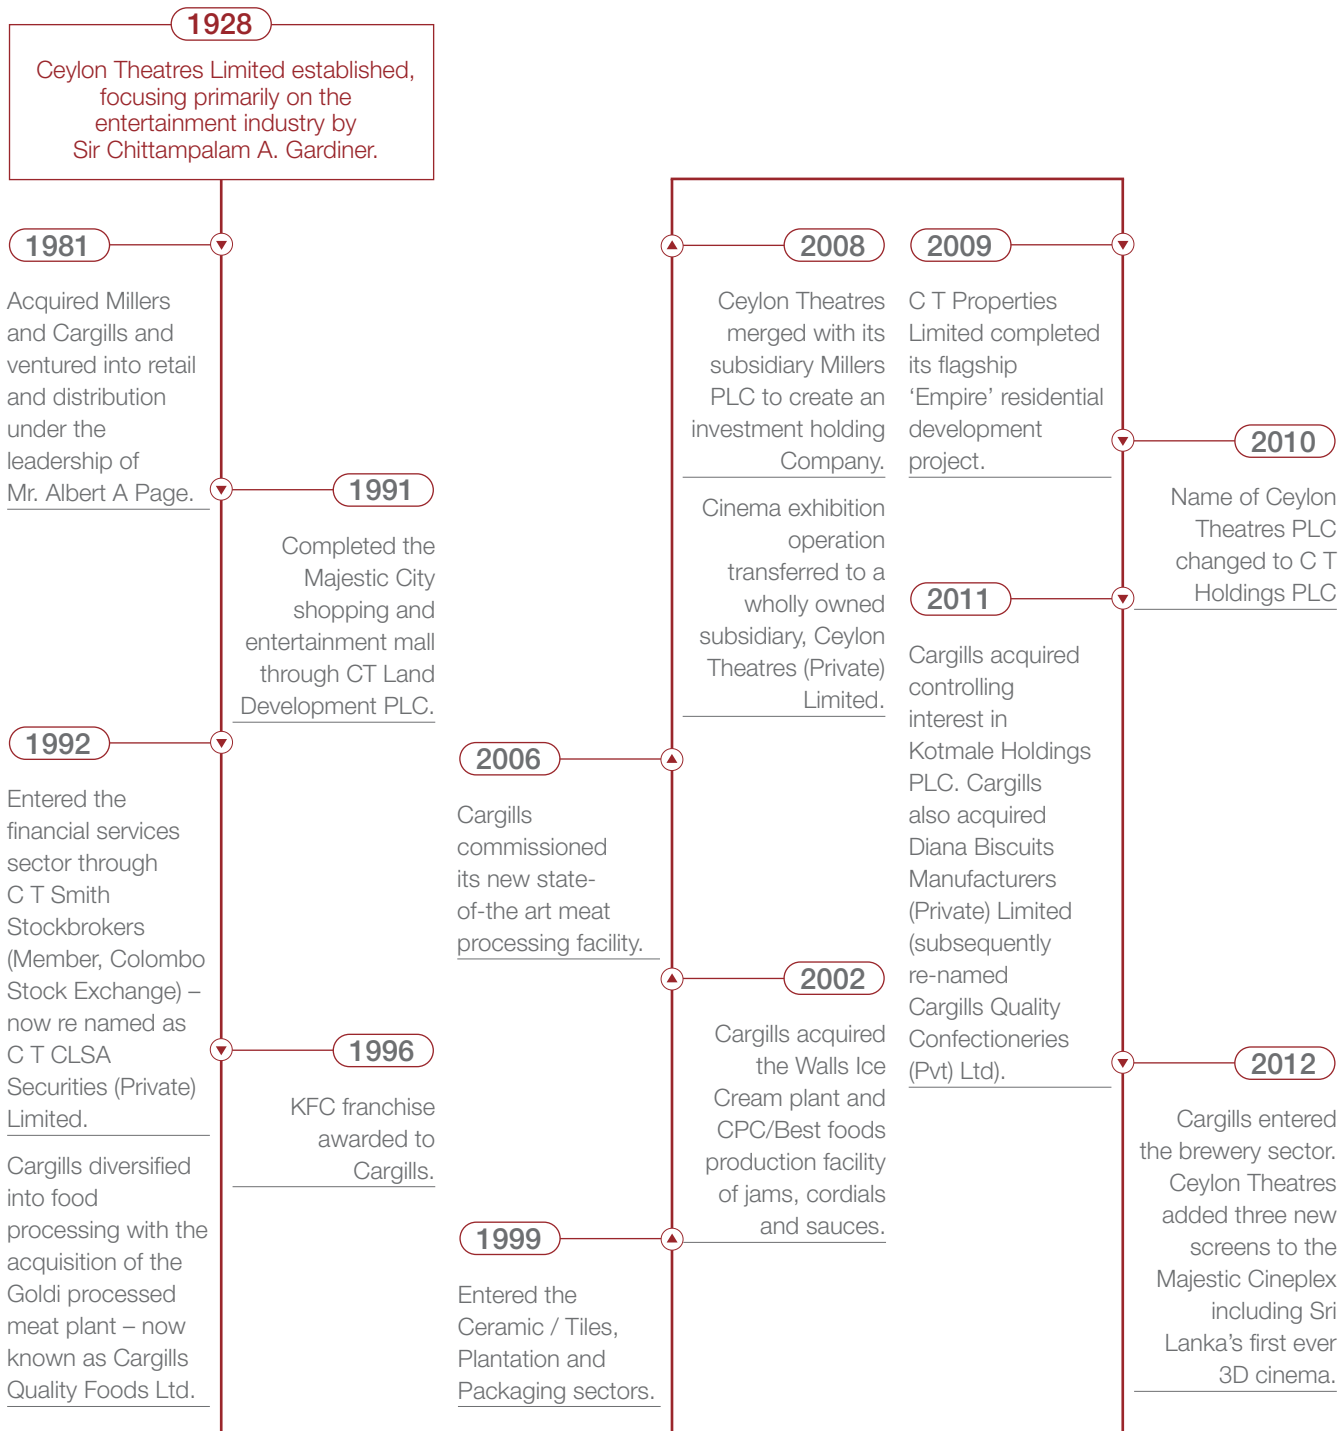 1928
Ceylon Theatres Limited established,
focusing primarily on the
entertainment industry by
Sir Chittampalam A. Gardiner.
1981
Acquired Millers
and Cargills and
ventured into retail
and distribution
under the
leadership of
Mr. Albert A Page.
1991
Completed the
Majestic City
shopping and
entertainment mall
through CT Land
Development PLC.
1992
Entered the
financial services
sector through
C T Smith
Stockbrokers
(Member, Colombo
Stock Exchange) –
now re named as
C T CLSA
Securities (Private)
Limited.
Cargills diversified
into food
processing with the
acquisition of the
Goldi processed
meat plant – now
known as Cargills
Quality Foods Ltd.
1996
KFC franchise
awarded to
Cargills.
1999
Entered the
Ceramic / Tiles,
Plantation and
Packaging sectors.
2002
Cargills acquired
the Walls Ice
Cream plant and
CPC/Best foods
production facility
of jams, cordials
and sauces.
2006
Cargills
commissioned
its new state-
of-the art meat
processing facility.
2008
Ceylon Theatres
merged with its
subsidiary Millers
PLC to create an
investment holding
Company.
Cinema exhibition
operation
transferred to a
wholly owned
subsidiary, Ceylon
Theatres (Private)
Limited.
2009
C T Properties
Limited completed
its flagship
‘Empire’ residential
development
project.
2010
Name of Ceylon
Theatres PLC
changed to C T
Holdings PLC
2011
Cargills acquired
controlling
interest in
Kotmale Holdings
PLC. Cargills
also acquired
Diana Biscuits
Manufacturers
(Private) Limited
(subsequently
re-named
Cargills Quality
Confectioneries
(Pvt) Ltd).
2012
Cargills entered
the brewery sector.
Ceylon Theatres
added three new
screens to the
Majestic Cineplex
including Sri
Lanka’s first ever
3D cinema.